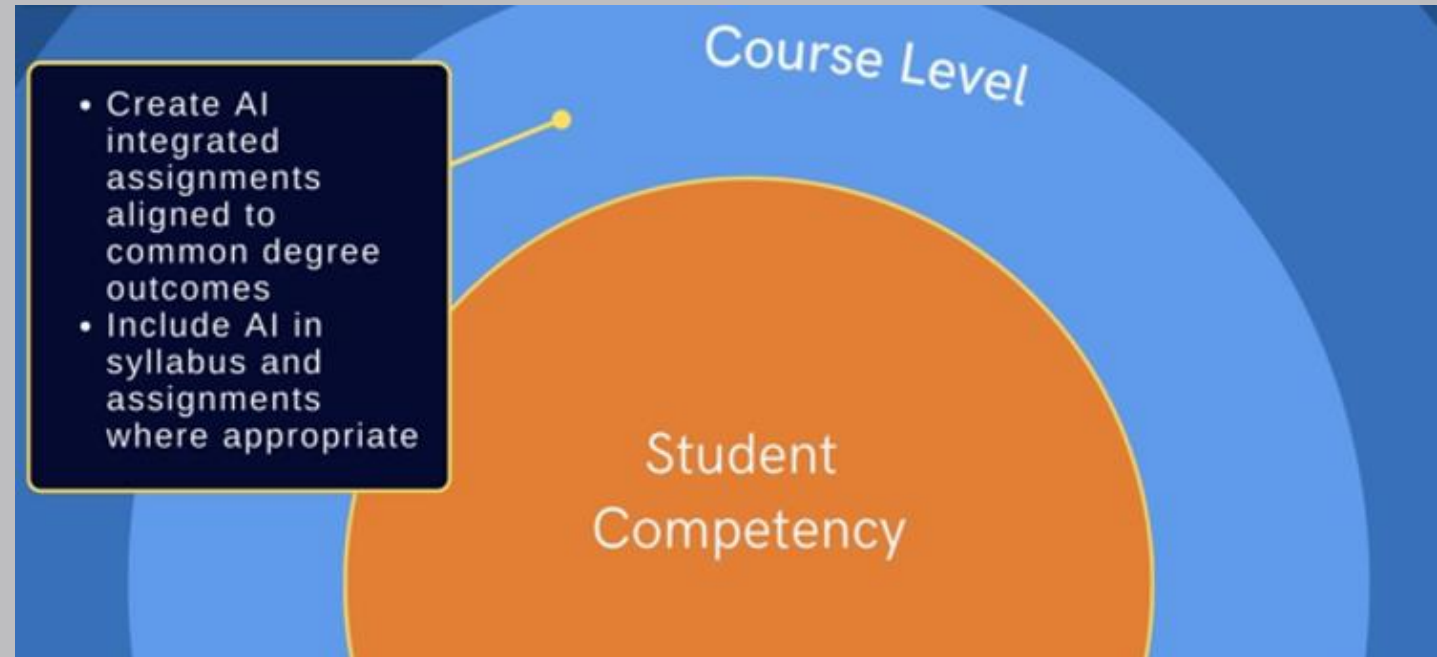 Course Level
• Create AI
integrated
assignments
aligned to
common degree
outcomes
• Include AI in
syllabus and
assignments
where appropriate
Student
Competency